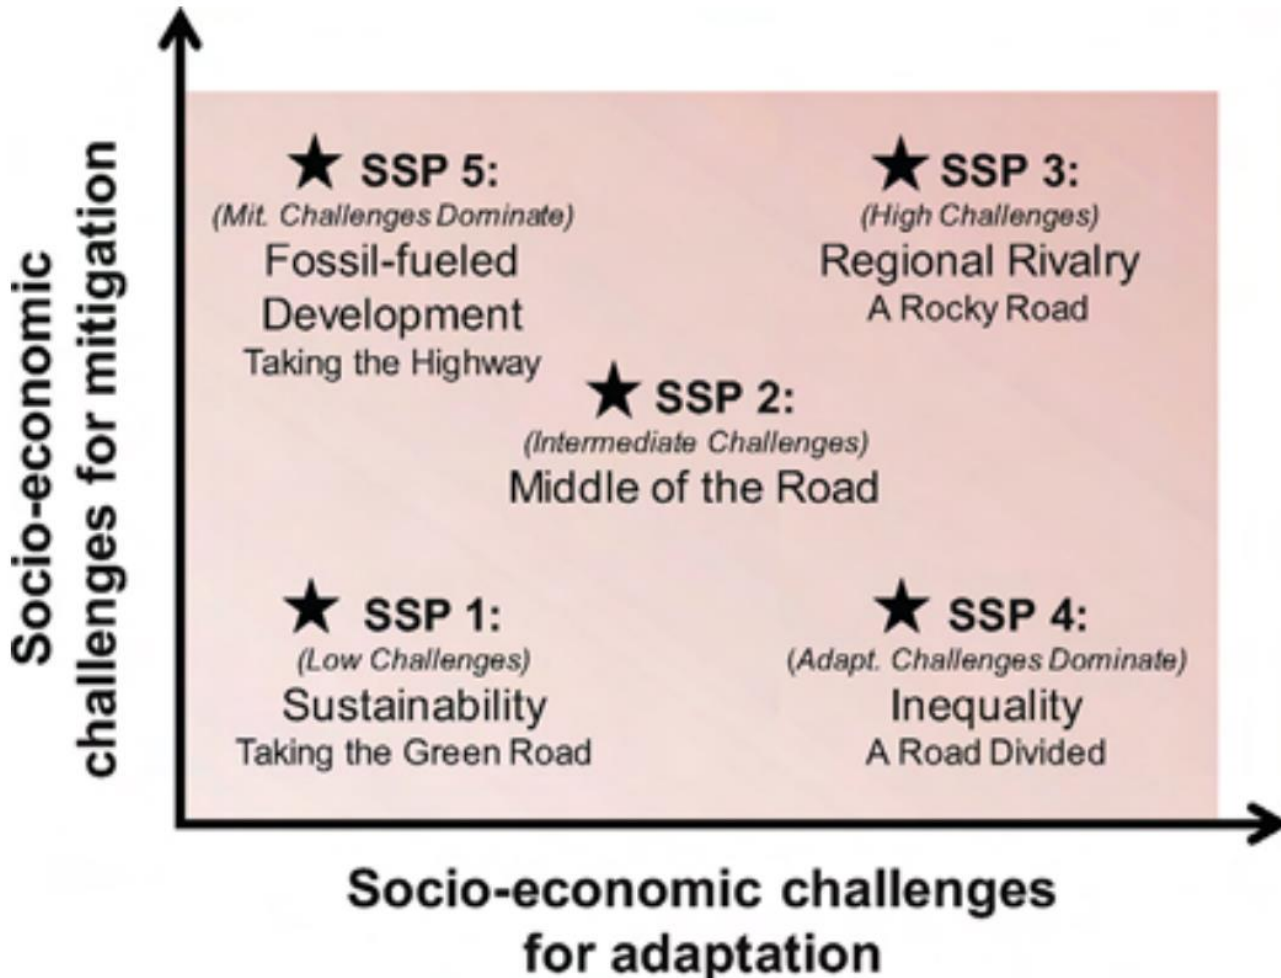 Socio-economic
challenges for mitigation
SSP 5:
(Mit. Challenges Dominate)
Fossil-fueled
Development
Taking the Highway
SSP 3:
(High Challenges)
Regional Rivalry
A Rocky Road
SSP 2:
(Intermediate Challenges)
Middle of the Road
SSP 1:
(Low Challenges)
Sustainability
Taking the Green Road
SSP 4:
(Adapt. Challenges Dominate)
Inequality
A Road Divided
Socio-economic challenges
for adaptation